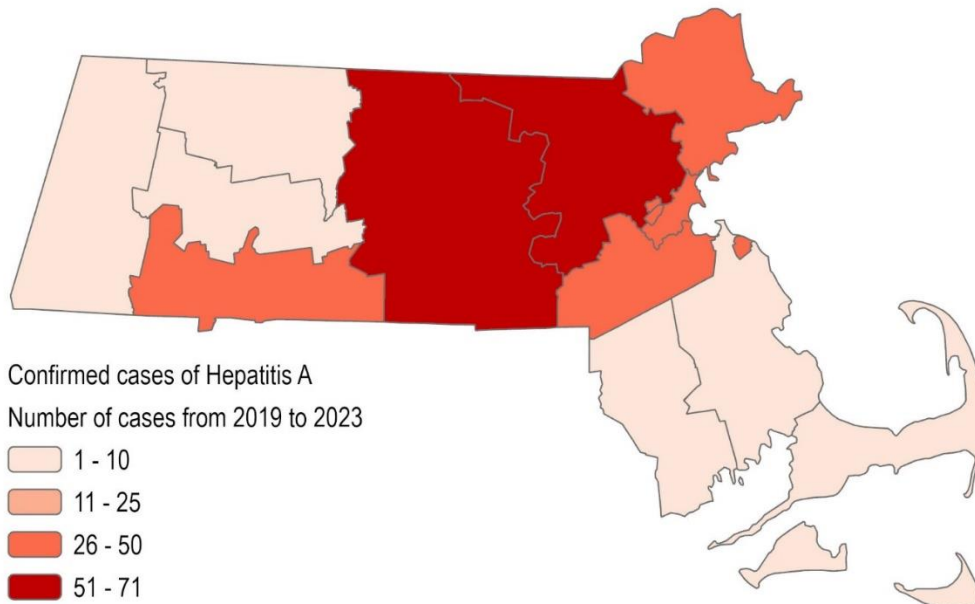 Confirmed cases of Hepatitis A
Number of cases from 2019 to 2023
1 - 10
11 - 25
26 - 50
51 - 71